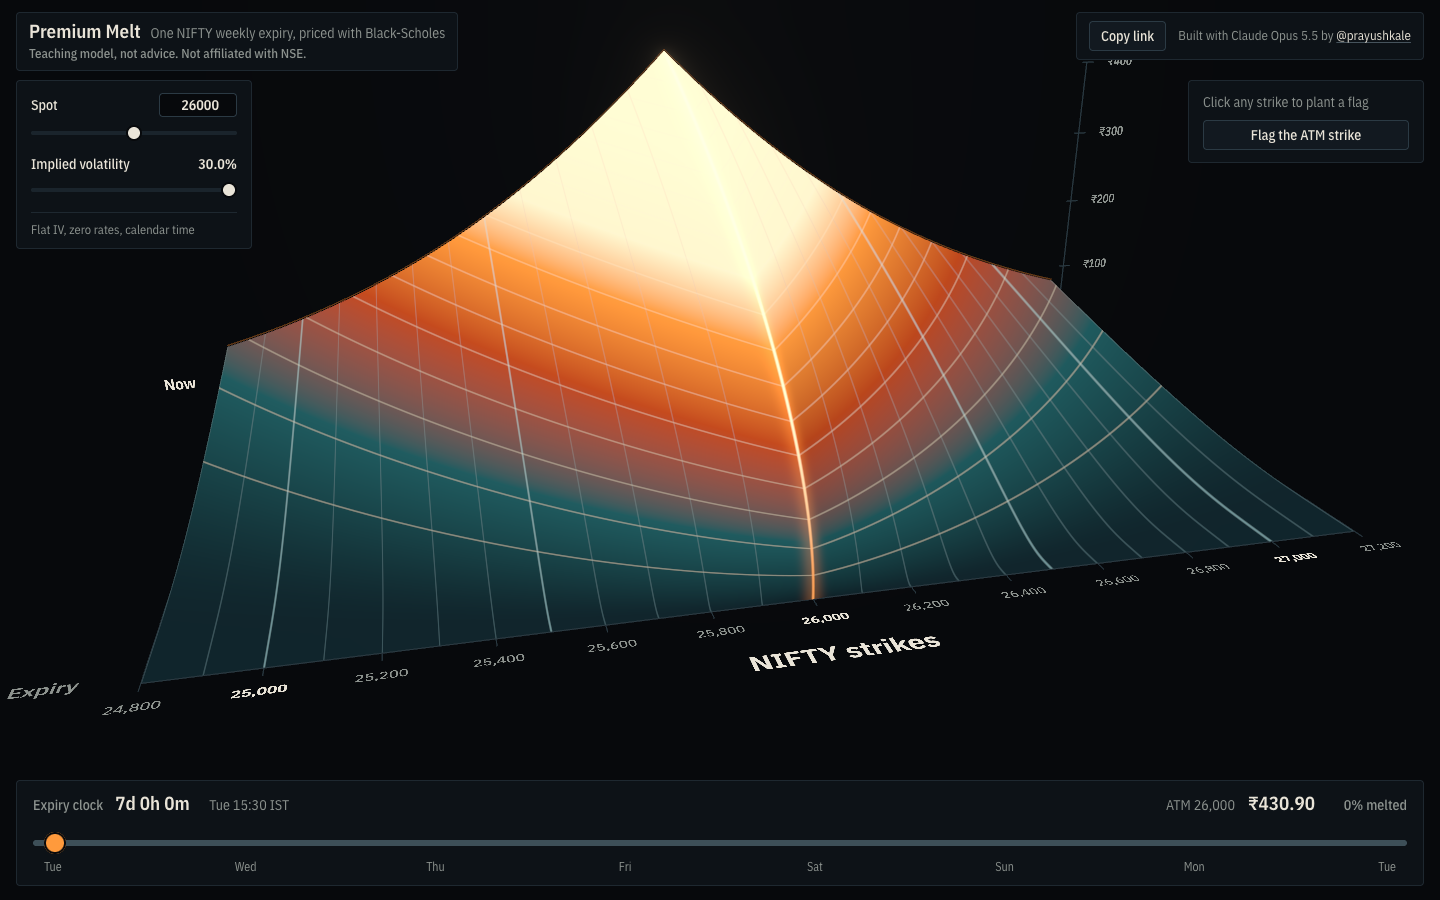 Premium Melt One NIFTY weekly expiry, priced with Black-Scholes
Teaching model, not advice. Not affiliated with NSE.
Copy link Built with Claude Opus 5.5 by @prayushkale
Spot 26000
Implied volatility 30.0%
Flat IV, zero rates, calendar time
Click any strike to plant a flag
Flag the ATM strike
₹400
₹300
₹200
₹100
Now
Expiry
24,800
25,000
25,200
25,400
25,600
25,800
26,000
26,200
26,400
26,600
26,800
27,000
27,200
NIFTY strikes
Expiry clock 7d 0h 0m Tue 15:30 IST ATM 26,000 ₹430.90 0% melted
Tue Wed Thu Fri Sat Sun Mon Tue